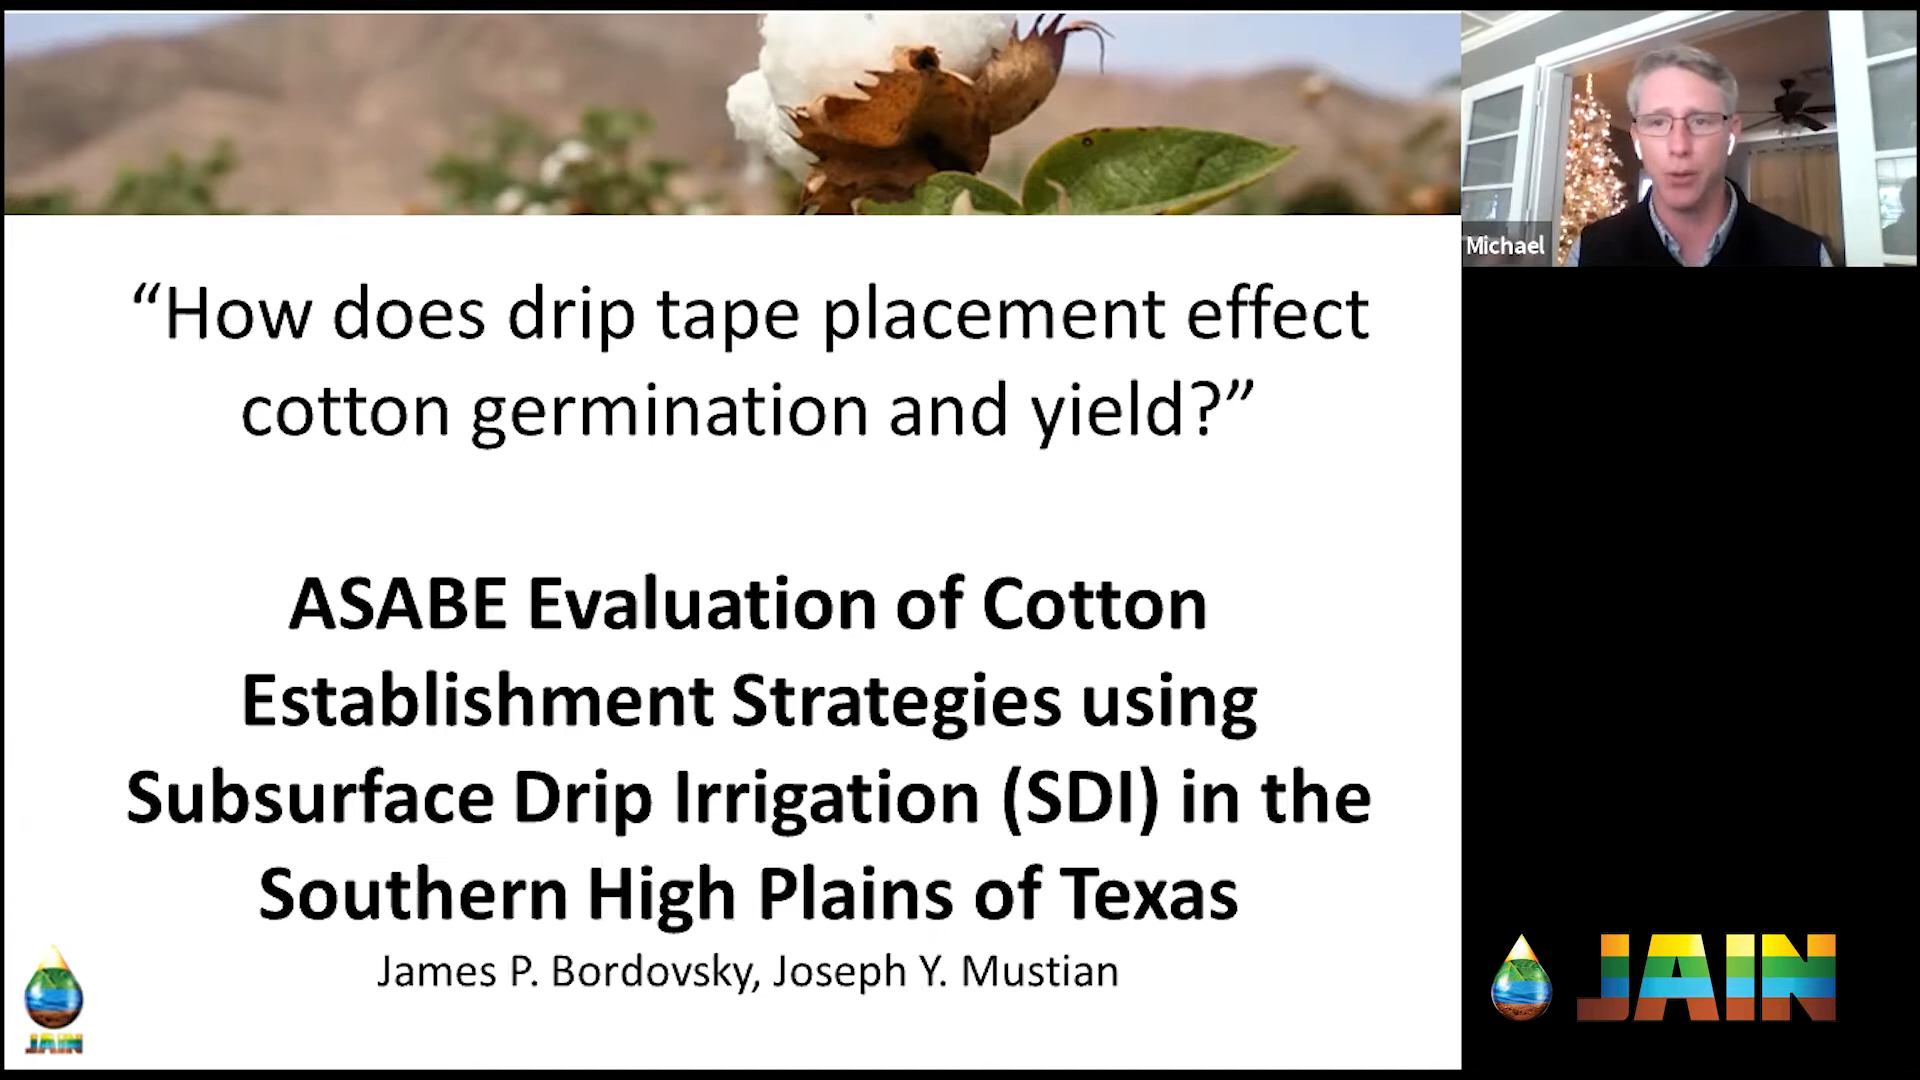 “How does drip tape placement effect
cotton germination and yield?”
ASABE Evaluation of Cotton
Establishment Strategies using
Subsurface Drip Irrigation (SDI) in the
Southern High Plains of Texas
James P. Bordovsky, Joseph Y. Mustian
JAIN
Michael
JAIN